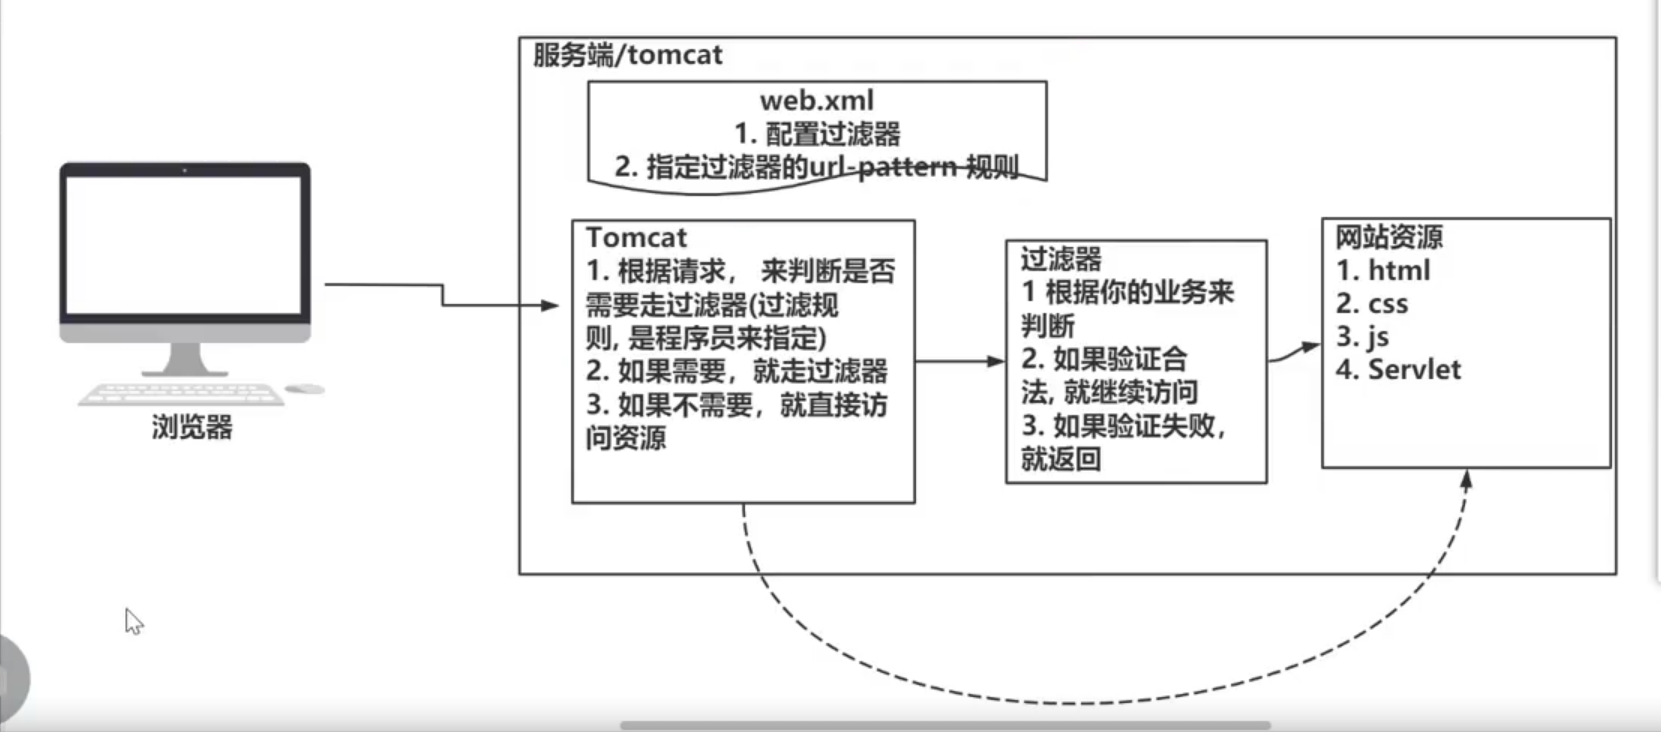 服务端/tomcat
web.xml
1. 配置过滤器
2. 指定过滤器的url-pattern 规则
浏览器
Tomcat
1. 根据请求， 来判断是否
需要走过滤器(过滤规
则, 是程序员来指定)
2. 如果需要，就走过滤器
3. 如果不需要，就直接访
问资源
过滤器
1 根据你的业务来
判断
2. 如果验证合
法, 就继续访问
3. 如果验证失败，
就返回
网站资源
1. html
2. css
3. js
4. Servlet